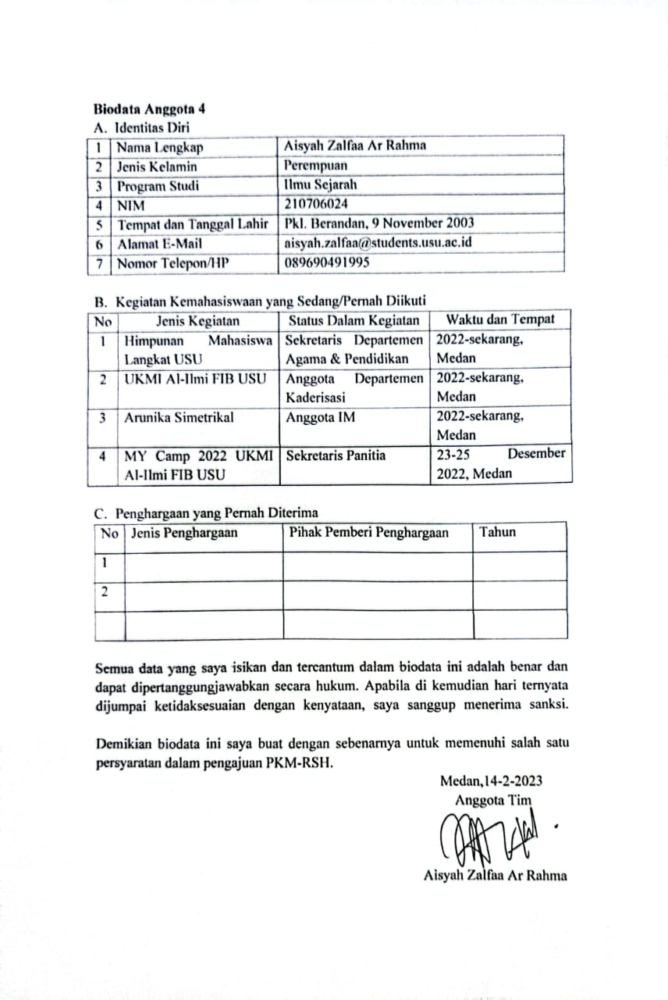 Biodata Anggota 4
A. Identitas Diri
1 Nama Lengkap Aisyah Zalfaa Ar Rahma
2 Jenis Kelamin Perempuan
3 Program Studi Ilmu Sejarah
4 NIM 210706024
5 Tempat dan Tanggal Lahir Pkl. Berandan, 9 November 2003
6 Alamat E-Mail aisyah.zalfaa@students.usu.ac.id
7 Nomor Telepon/HP 089690491995
B. Kegiatan Kemahasiswaan yang Sedang/Pernah Diikuti
No Jenis Kegiatan Status Dalam Kegiatan Waktu dan Tempat
1 Himpunan Mahasiswa Sekretaris Departemen 2022-sekarang,
Langkat USU Agama & Pendidikan Medan
2 UKMI Al-Ilmi FIB USU Anggota Departemen 2022-sekarang,
Kaderisasi Medan
3 Arunika Simetrikal Anggota IM 2022-sekarang,
Medan
4 MY Camp 2022 UKMI Sekretaris Panitia 23-25 Desember
Al-Ilmi FIB USU 2022, Medan
C. Penghargaan yang Pernah Diterima
No Jenis Penghargaan Pihak Pemberi Penghargaan Tahun
1
2
Semua data yang saya isikan dan tercantum dalam biodata ini adalah benar dan
dapat dipertanggungjawabkan secara hukum. Apabila di kemudian hari ternyata
dijumpai ketidaksesuaian dengan kenyataan, saya sanggup menerima sanksi.
Demikian biodata ini saya buat dengan sebenarnya untuk memenuhi salah satu
persyaratan dalam pengajuan PKM-RSH.
Medan,14-2-2023
Anggota Tim
Aisyah Zalfaa Ar Rahma